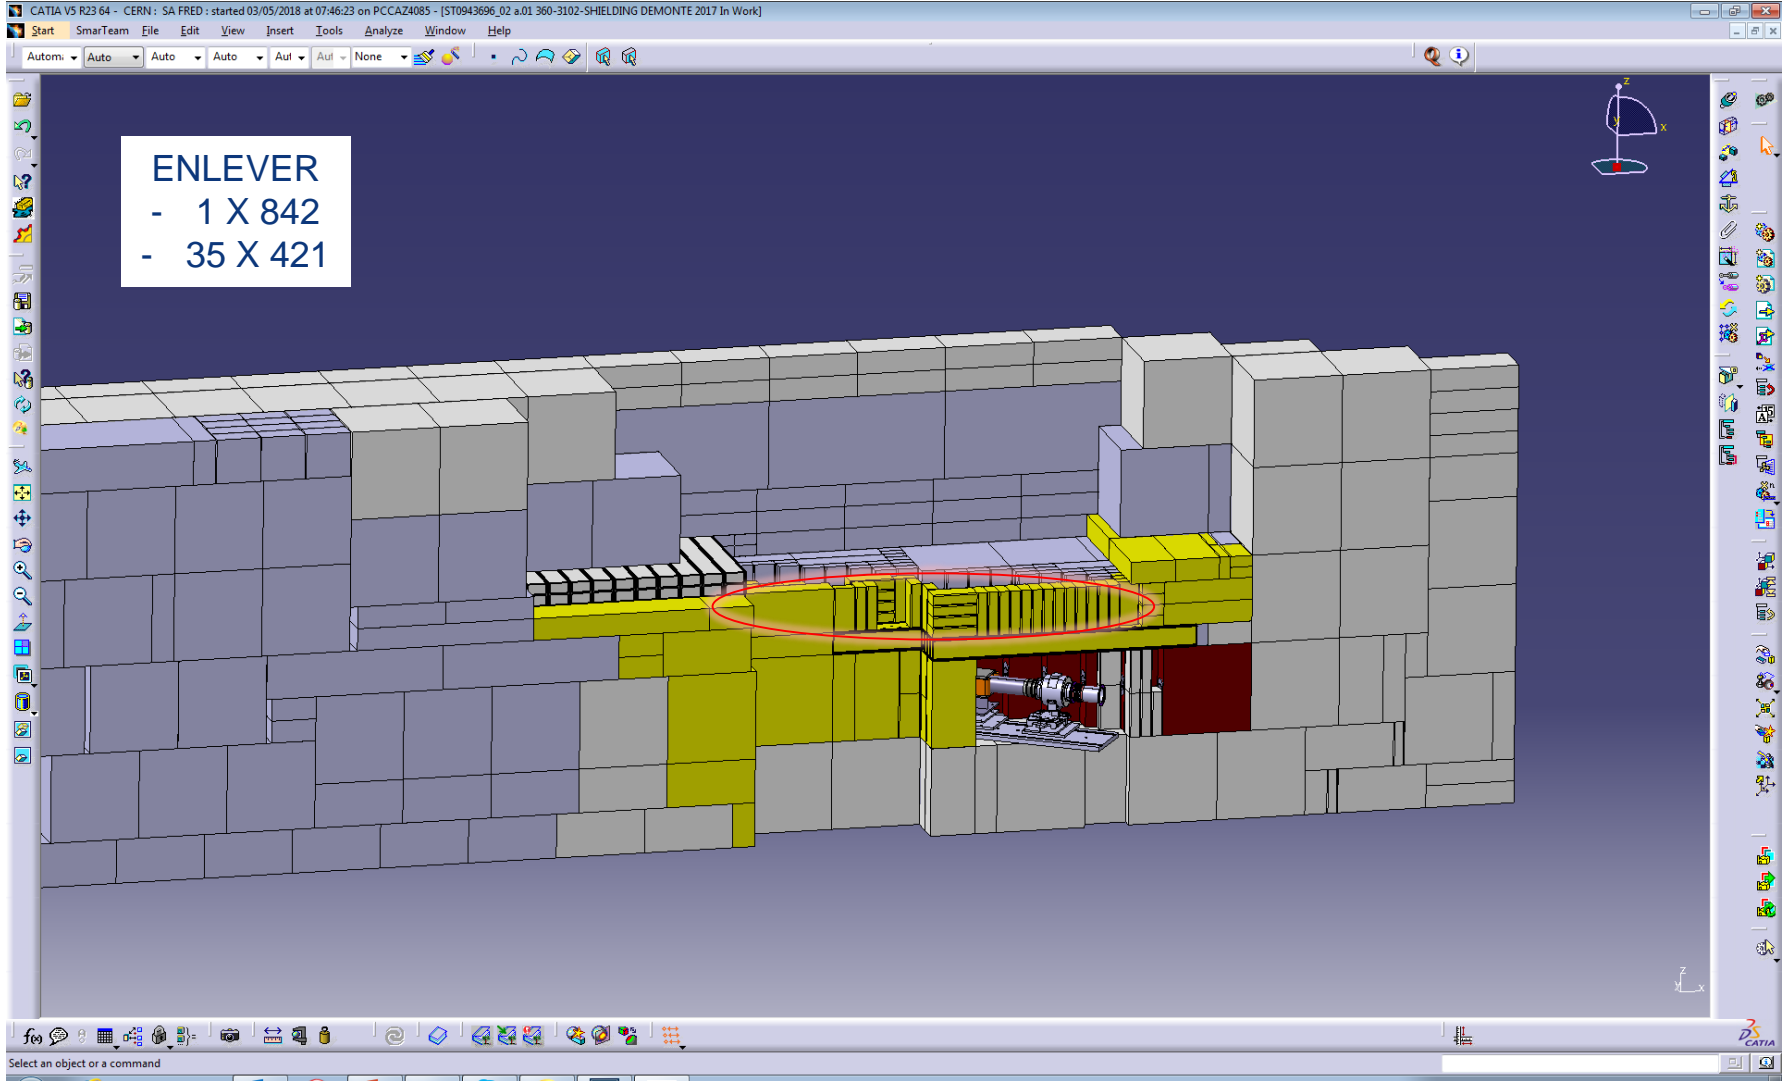 CATIA V5 R23 64 - CERN : SA FRED : started 03/05/2018 at 07:46:23 on PCCAZ4085 - [ST0943696_02 a.01 360-3102-SHIELDING DEMONTE 2017 In Work]
Start SmarTeam File Edit View Insert Tools Analyze Window Help
Auto Auto Auto None
ENLEVER
- 1 X 842
- 35 X 421
z
y
x
z
y x
f(x)
CATIA
Select an object or a command